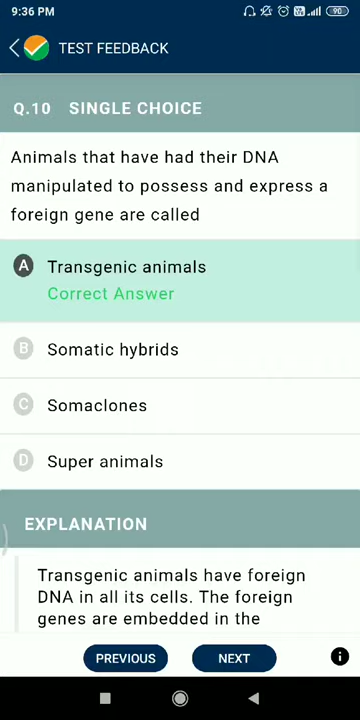 9:36 PM
90
TEST FEEDBACK
Q.10 SINGLE CHOICE
Animals that have had their DNA
manipulated to possess and express a
foreign gene are called
A Transgenic animals
Correct Answer
B Somatic hybrids
C Somaclones
D Super animals
EXPLANATION
Transgenic animals have foreign
DNA in all its cells. The foreign
genes are embedded in the
PREVIOUS NEXT